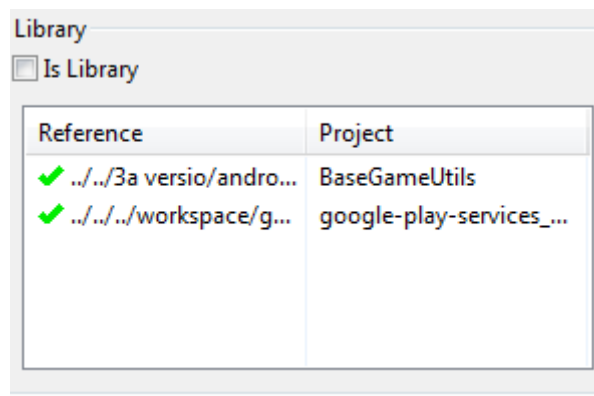 Library
Is Library
Reference Project
../../3a versio/andro... BaseGameUtils
../../../workspace/g... google-play-services_...